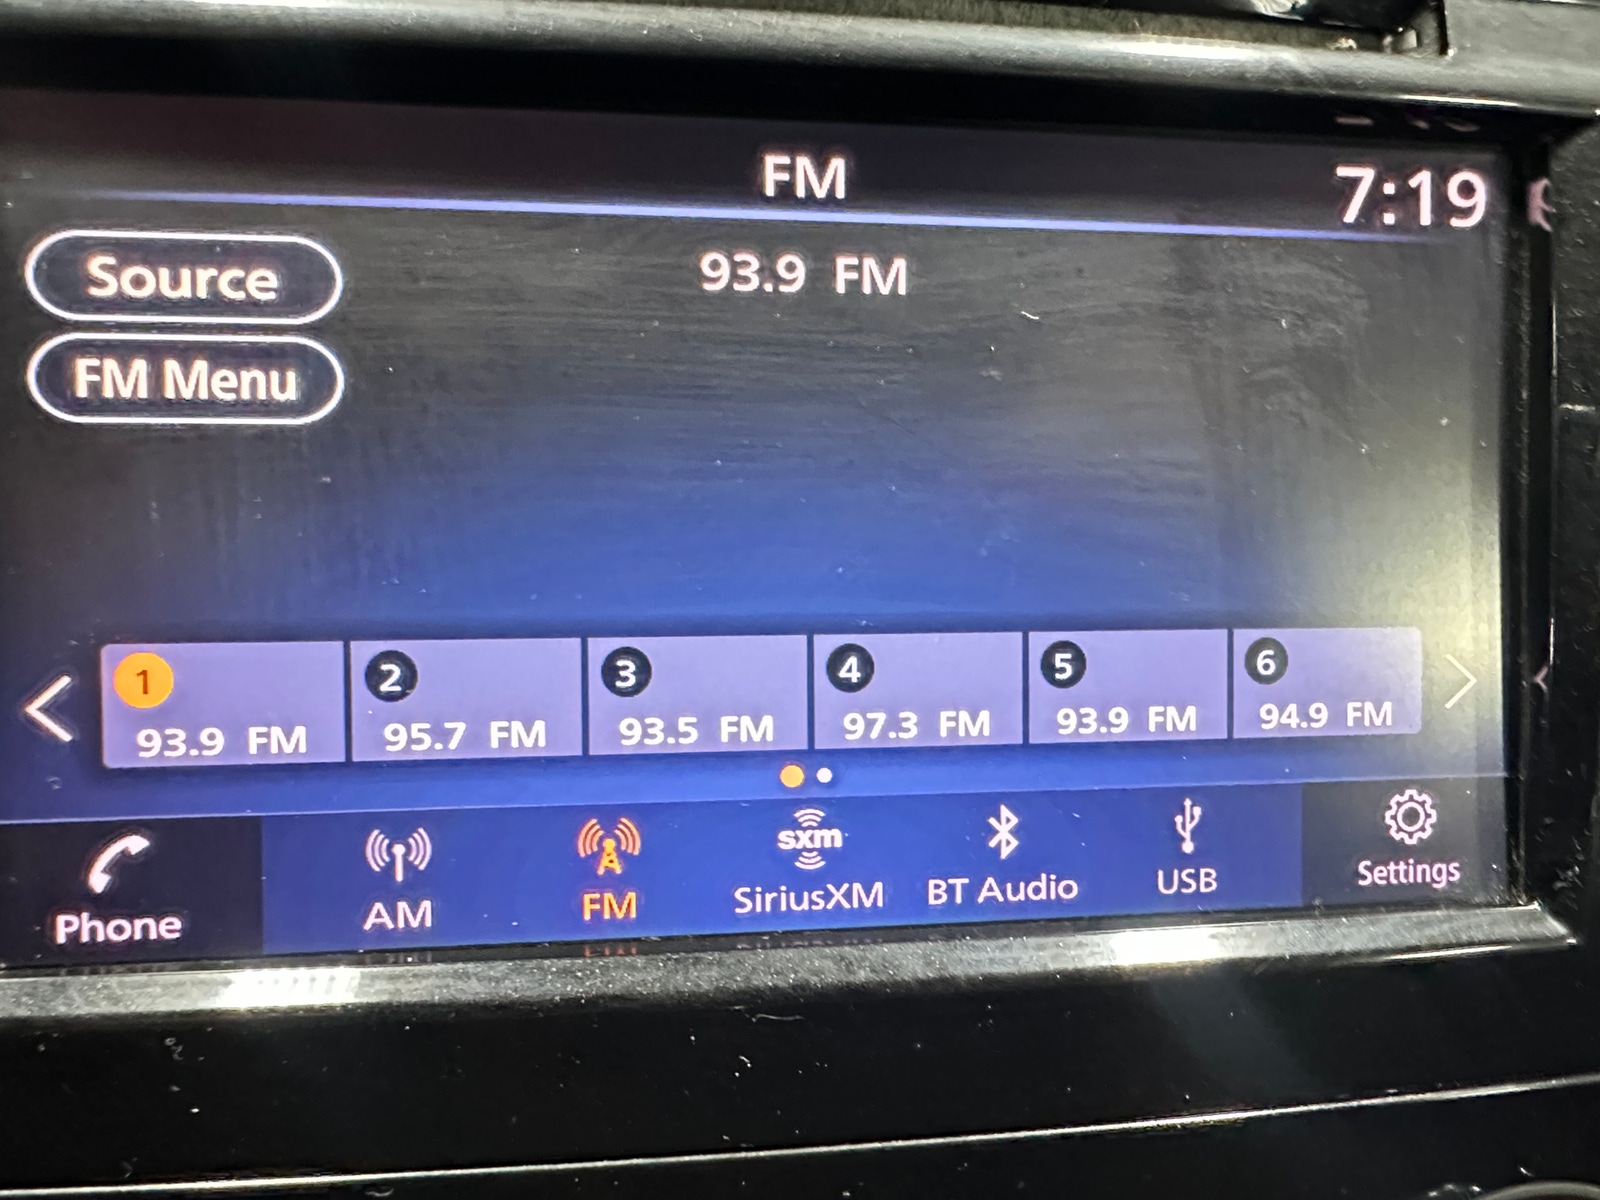 FM
7:19
Source
93.9 FM
FM Menu
1 2 3 4 5 6
93.9 FM 95.7 FM 93.5 FM 97.3 FM 93.9 FM 94.9 FM
sxm
Phone AM FM SiriusXM BT Audio USB Settings